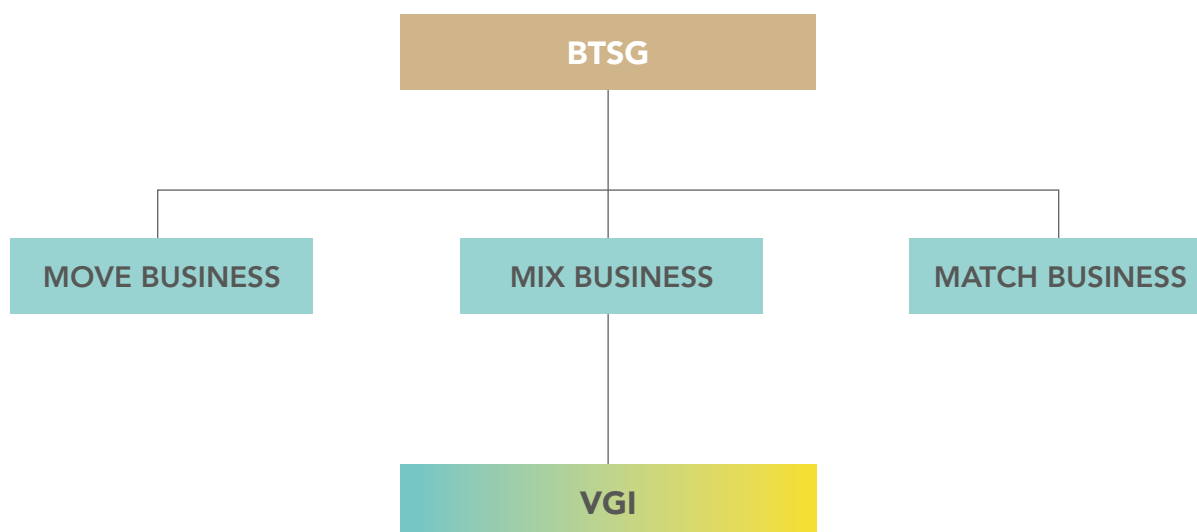 BTSG
MOVE BUSINESS
MIX BUSINESS
MATCH BUSINESS
VGI